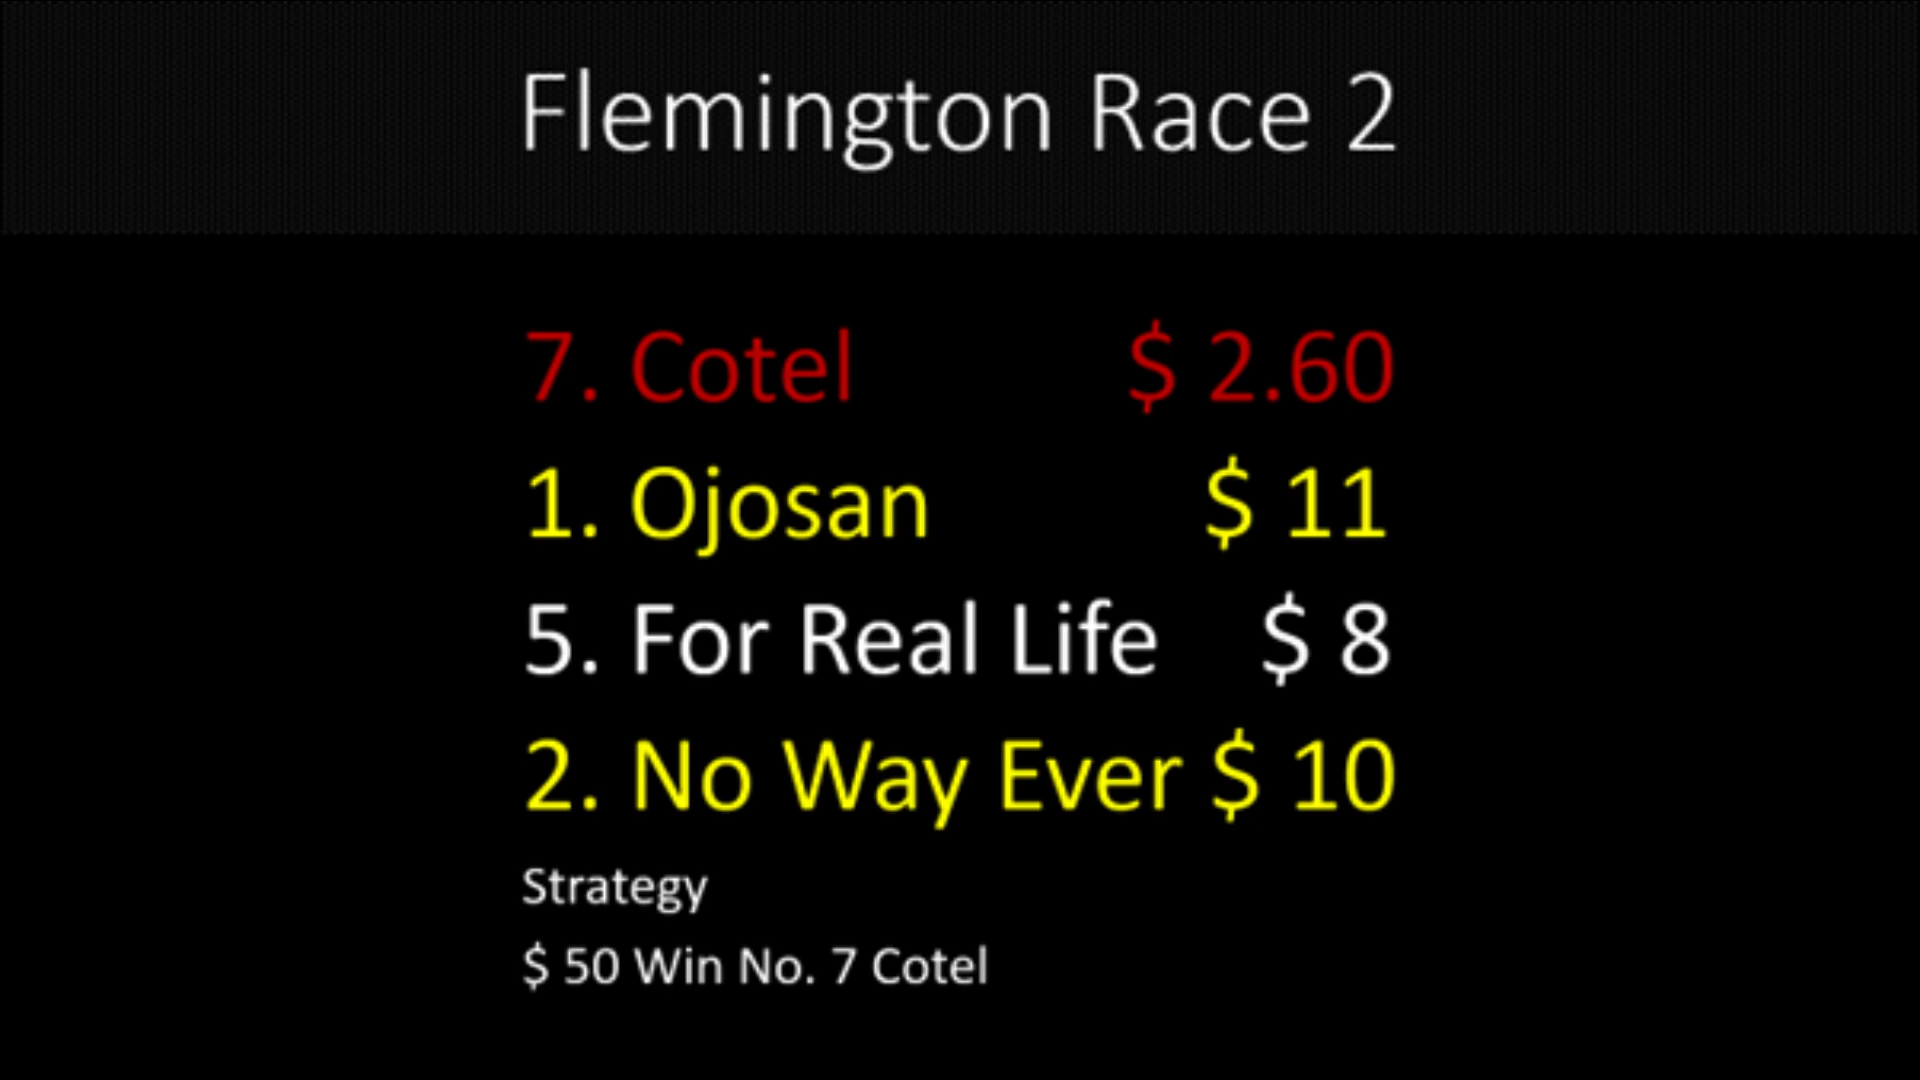 Flemington Race 2
7. Cotel $ 2.60
1. Ojosan $ 11
5. For Real Life $ 8
2. No Way Ever $ 10
Strategy
$ 50 Win No. 7 Cotel